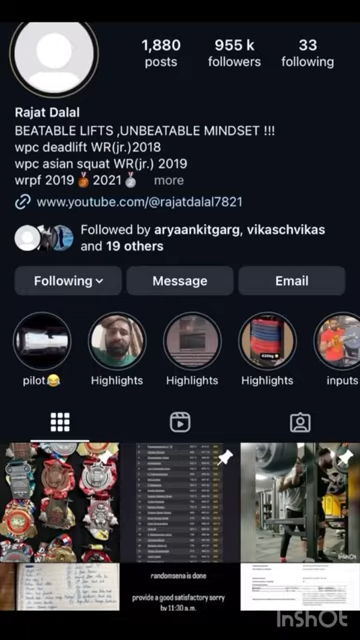 1,880
posts
955 k
followers
33
following
Rajat Dalal
BEATABLE LIFTS ,UNBEATABLE MINDSET !!!
wpc deadlift WR(jr.)2018
wpc asian squat WR(jr.) 2019
wrpf 2019🥉2021🥈 more
www.youtube.com/@rajatdalal7821
Followed by aryaankitgarg, vikaschvikas
and 19 others
Following
Message
Email
pilot😂
Highlights
Highlights
Highlights
inputs
randomsena is done
provide a good satisfactory sorry
by 11:30 a.m.
InShOt